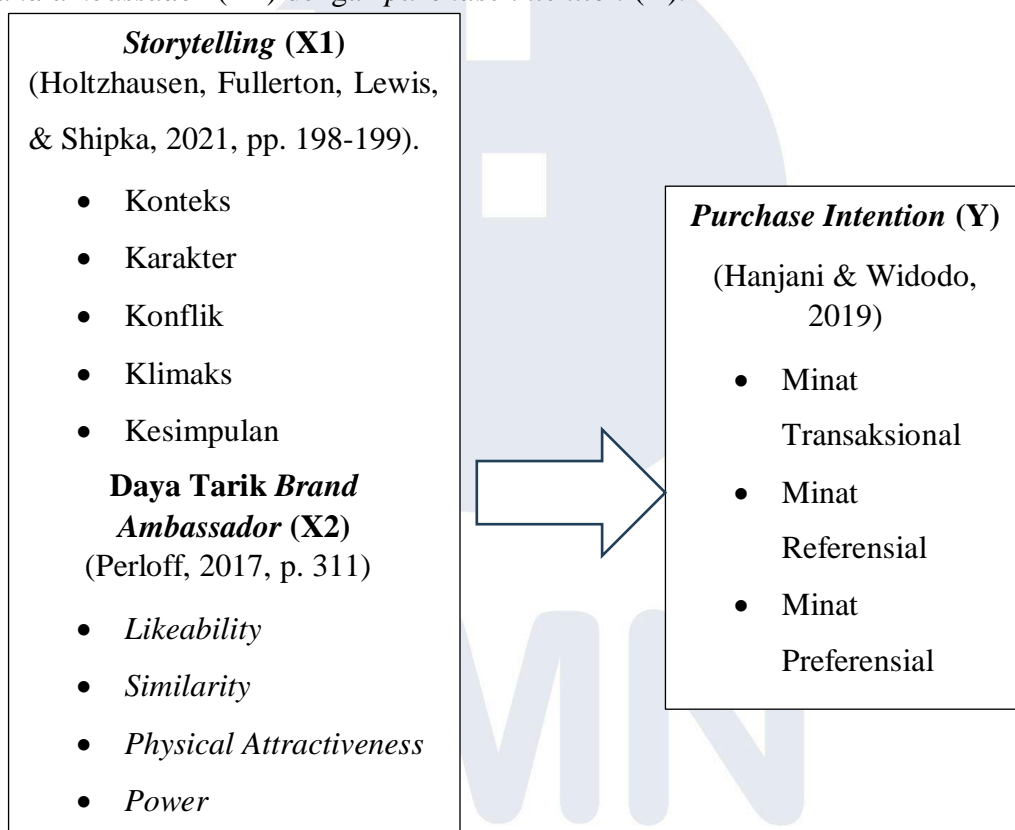 ambassador (X2) dengan purchase intention (Y).
Storytelling (X1)
(Holtzhausen, Fullerton, Lewis,
& Shipka, 2021, pp. 198-199).
• Konteks
• Karakter
• Konflik
• Klimaks
• Kesimpulan
Daya Tarik Brand
Ambassador (X2)
(Perloff, 2017, p. 311)
• Likeability
• Similarity
• Physical Attractiveness
• Power
Purchase Intention (Y)
(Hanjani & Widodo,
2019)
• Minat
Transaksional
• Minat
Referensial
• Minat
Preferensial
UMN